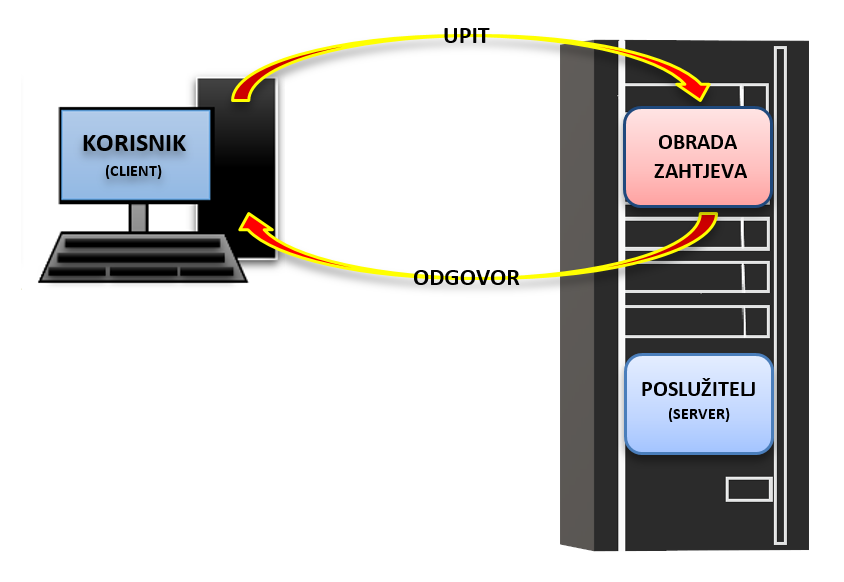 UPIT
KORISNIK
(CLIENT)
OBRADA
ZAHTJEVA
ODGOVOR
POSLUŽITELJ
(SERVER)